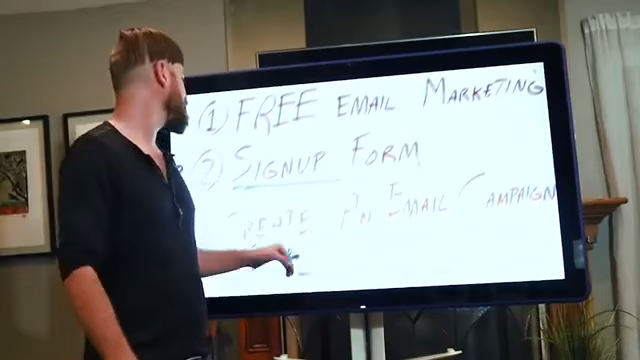 (1) FREE EMAIL MARKETING
(2) SIGNUP FORM
CREATE AN EMAIL CAMPAIGN